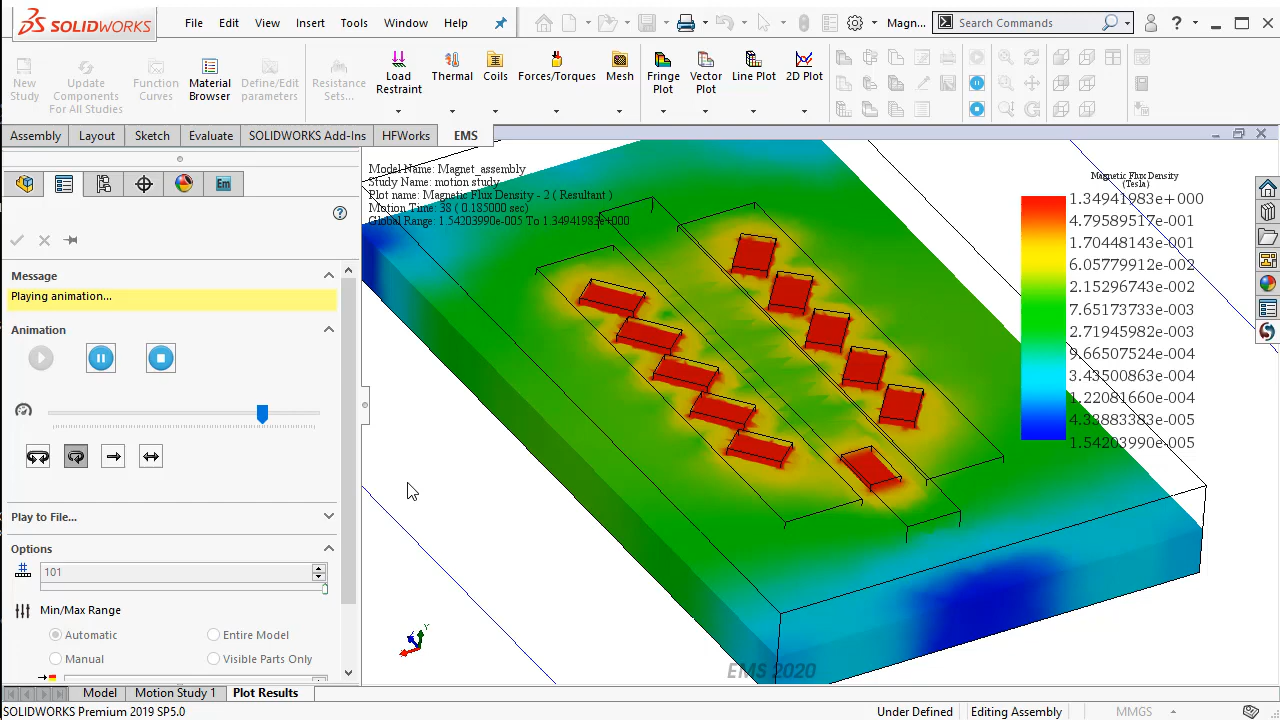 SOLIDWORKS
File Edit View Insert Tools Window Help
Magn...
Search Commands
New Study
Update Components For All Studies
Function Curves
Material Browser
Define/Edit parameters
Resistance Sets...
Load Restraint
Thermal
Coils
Forces/Torques
Mesh
Fringe Plot
Vector Plot
Line Plot
2D Plot
Assembly Layout Sketch Evaluate SOLIDWORKS Add-Ins HFWorks EMS
Message
Playing animation...
Animation
Play to File...
Options
101
Min/Max Range
Automatic Entire Model
Manual Visible Parts Only
Model Name: Magnet_assembly
Study Name: motion study
Plot name: Magnetic Flux Density - 2 ( Resultant )
Motion Time: 38 ( 0.185000 sec)
Global Range: 1.54203990e-005 To 1.34941983e+000
Magnetic Flux Density
(Tesla)
1.34941983e+000
4.79589517e-001
1.70448143e-001
6.05779912e-002
2.15296743e-002
7.65173733e-003
2.71945982e-003
9.66507524e-004
3.43500863e-004
1.22081660e-004
4.33883383e-005
1.54203990e-005
Y
EMS 2020
Model Motion Study 1 Plot Results
SOLIDWORKS Premium 2019 SP5.0
Under Defined Editing Assembly MMGS